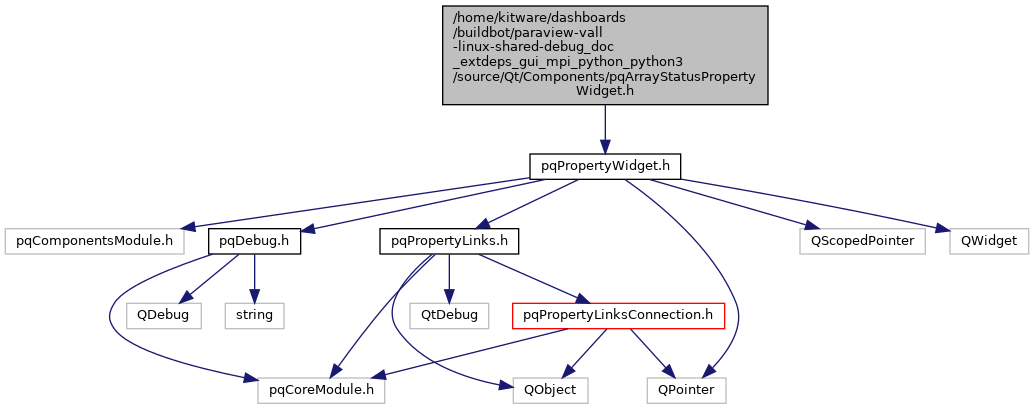 /home/kitware/dashboards
/buildbot/paraview-vall
-linux-shared-debug_doc
_extdeps_gui_mpi_python_python3
/source/Qt/Components/pqArrayStatusProperty
Widget.h
pqPropertyWidget.h
pqComponentsModule.h
pqDebug.h
pqPropertyLinks.h
QScopedPointer
QWidget
QDebug
string
QtDebug
pqPropertyLinksConnection.h
pqCoreModule.h
QObject
QPointer